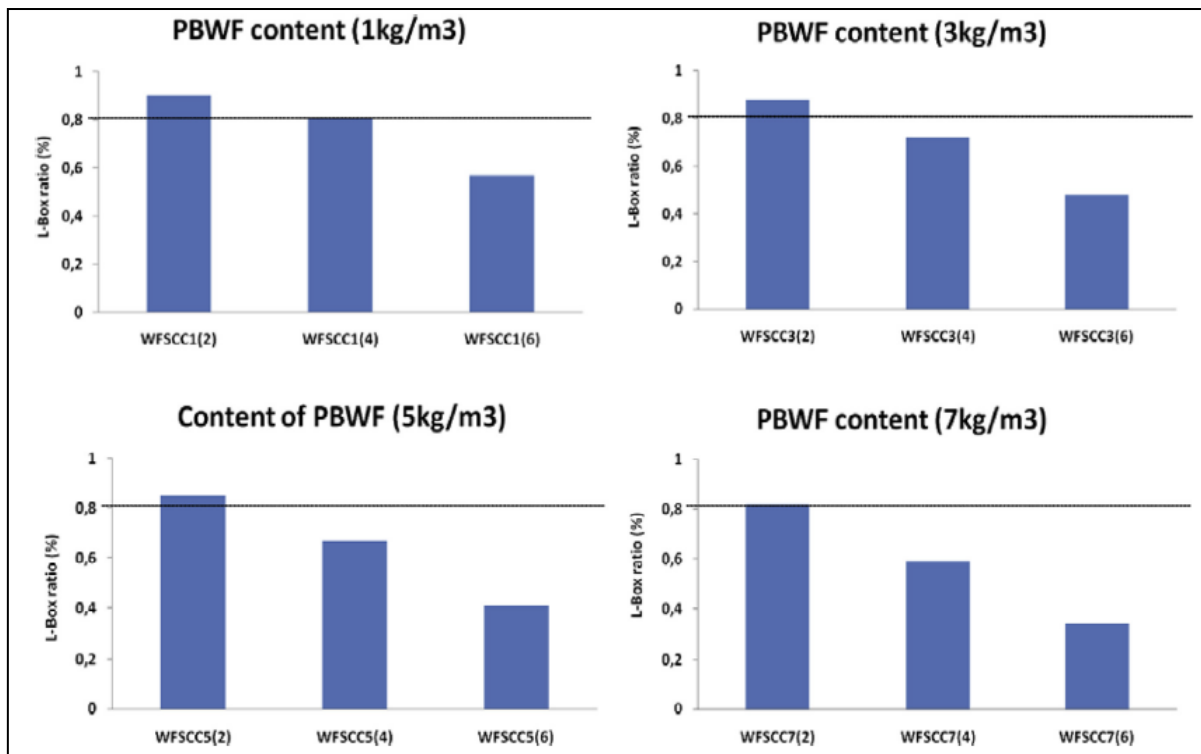 PBWF content (1kg/m3)
L-Box ratio (%)
1
0,8
0,6
0,4
0,2
0
WFSCC1(2) WFSCC1(4) WFSCC1(6)
PBWF content (3kg/m3)
L-Box ratio (%)
1
0,8
0,6
0,4
0,2
0
WFSCC3(2) WFSCC3(4) WFSCC3(6)
Content of PBWF (5kg/m3)
L-Box ratio (%)
1
0,8
0,6
0,4
0,2
0
WFSCC5(2) WFSCC5(4) WFSCC5(6)
PBWF content (7kg/m3)
L-Box ratio (%)
1
0,8
0,6
0,4
0,2
0
WFSCC7(2) WFSCC7(4) WFSCC7(6)